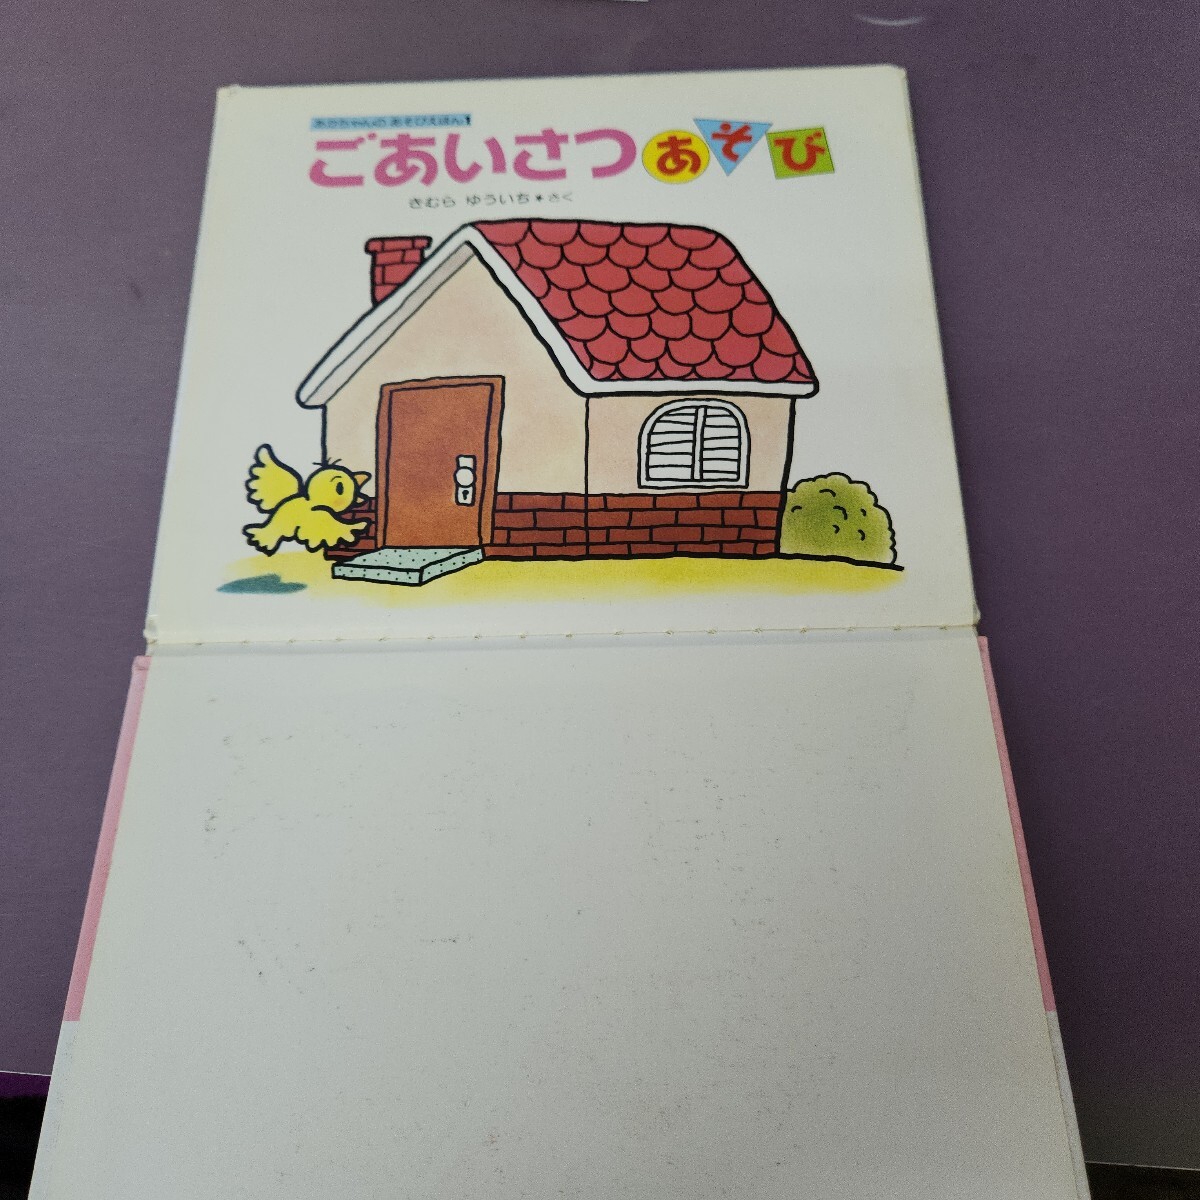 あかちゃんの あそびえほん1
ごあいさつあそび
きむら ゆういち★さく